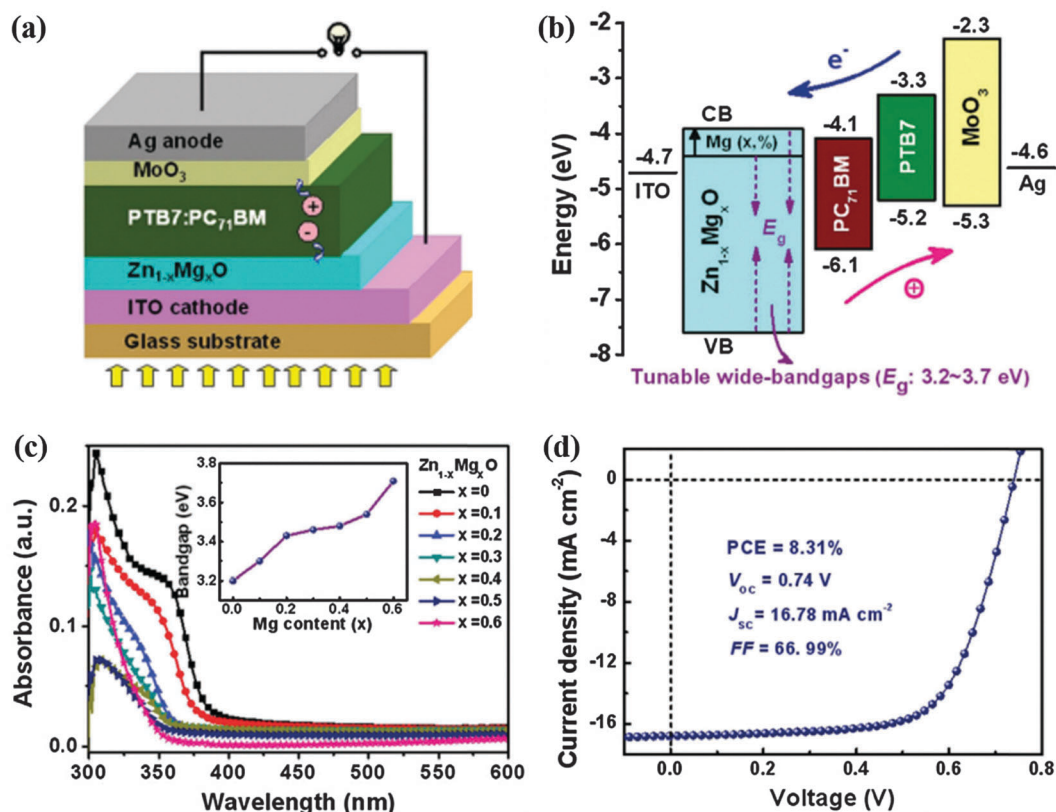 (a)
Ag anode
MoO₃
PTB7:PC₇₁BM
+
-
Zn₁₋ₓMgₓO
ITO cathode
Glass substrate
(b)
Energy (eV)
-2
-3
-4
-5
-6
-7
-8
-4.7
ITO
CB
Mg (x,%)
Zn₁₋ₓMgₓO
E_g
VB
e⁻
-4.1
PC₇₁BM
-6.1
-3.3
PTB7
-5.2
-2.3
MoO₃
-5.3
-4.6
Ag
⊕
Tunable wide-bandgaps (E_g: 3.2~3.7 eV)
(c)
Absorbance (a.u.)
0.2
0.1
0.0
300 350 400 450 500 550 600
Wavelength (nm)
Bandgap (eV)
3.8
3.6
3.4
3.2
3.0
0.0 0.2 0.4 0.6
Mg content (x)
Zn₁₋ₓMgₓO
x =0
x =0.1
x =0.2
x =0.3
x =0.4
x =0.5
x =0.6
(d)
Current density (mA cm⁻²)
0
-4
-8
-12
-16
0.0 0.2 0.4 0.6 0.8
Voltage (V)
PCE = 8.31%
V_oc = 0.74 V
J_sc = 16.78 mA cm⁻²
FF = 66. 99%